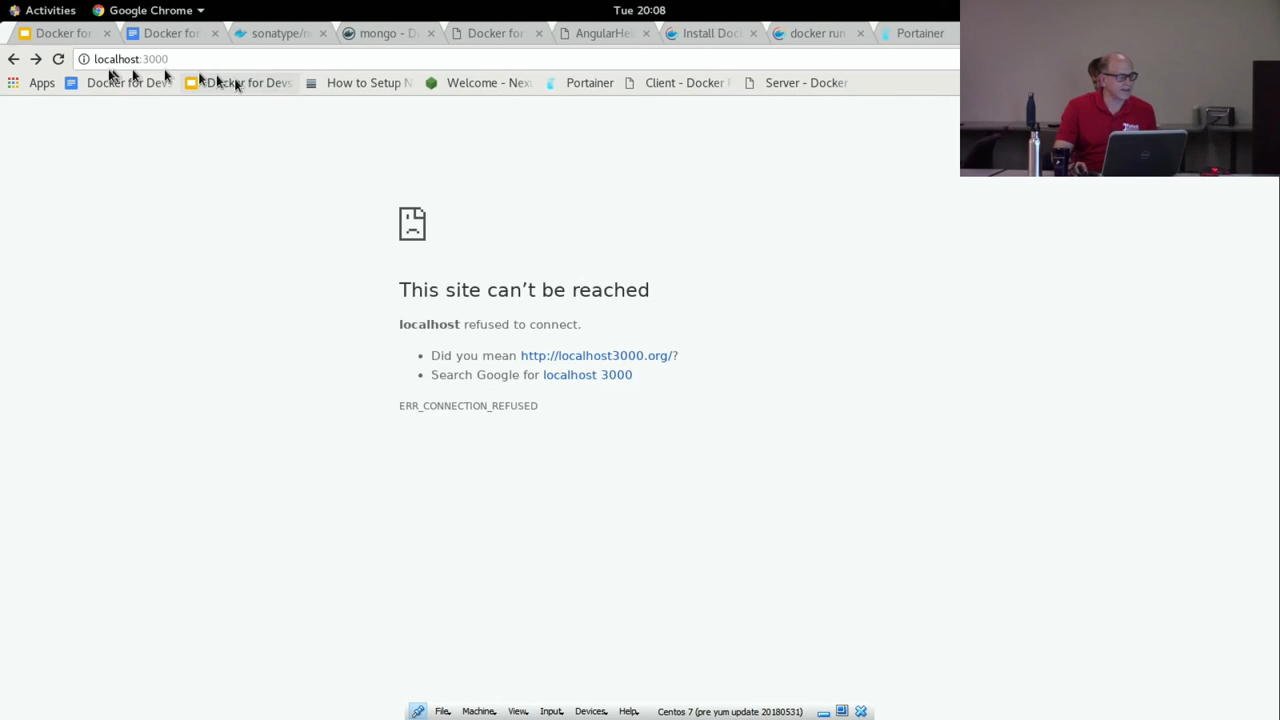 Activities
Google Chrome
Tue 20:08
Docker for
Docker for
sonatype/n
mongo - D
Docker for
AngularHel
Install Doc
docker run
Portainer
localhost:3000
Apps
Docker for Devs
Docker for Devs
How to Setup N
Welcome - Nex
Portainer
Client - Docker
Server - Docker
This site can’t be reached
localhost refused to connect.
• Did you mean http://localhost3000.org/?
• Search Google for localhost 3000
ERR_CONNECTION_REFUSED
File Machine View Input Devices Help Centos 7 (pre yum update 20180531)